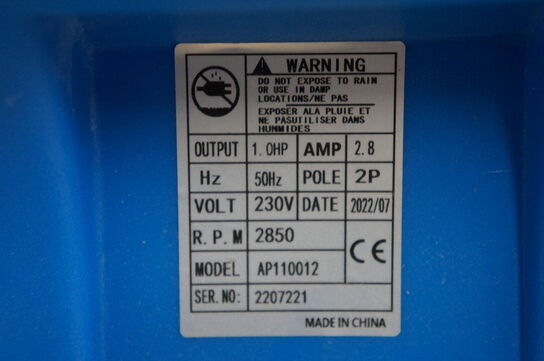 WARNING
DO NOT EXPOSE TO RAIN
OR USE IN DAMP
LOCATIONS/NE PAS
EXPOSER ALA PLUIE ET
NE PASUTILISER DANS
HUNMIDES
OUTPUT 1.0HP AMP 2.8
Hz 50Hz POLE 2P
VOLT 230V DATE 2022/07
R.P.M 2850
CE
MODEL AP110012
SER.NO: 2207221
MADE IN CHINA